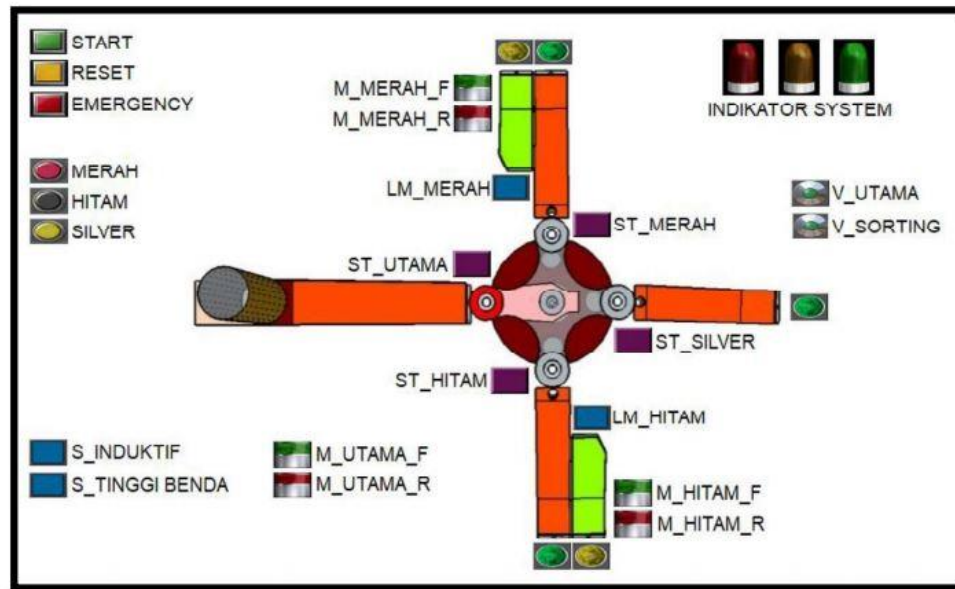 START
RESET
EMERGENCY
M_MERAH_F
M_MERAH_R
INDIKATOR SYSTEM
MERAH
HITAM
SILVER
LM_MERAH
V_UTAMA
V_SORTING
ST_MERAH
ST_UTAMA
ST_SILVER
ST_HITAM
LM_HITAM
S_INDUKTIF
S_TINGGI BENDA
M_UTAMA_F
M_UTAMA_R
M_HITAM_F
M_HITAM_R